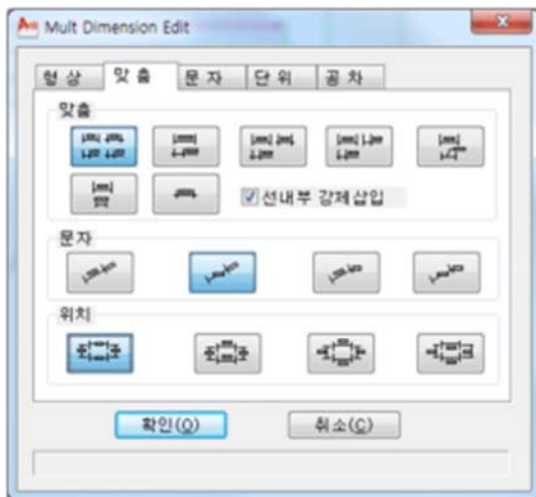 Mult Dimension Edit
형 상 맞 춤 문 자 단 위 공 차
맞춤
선내부 강제삽입
문자
위치
확인(O) 취소(C)